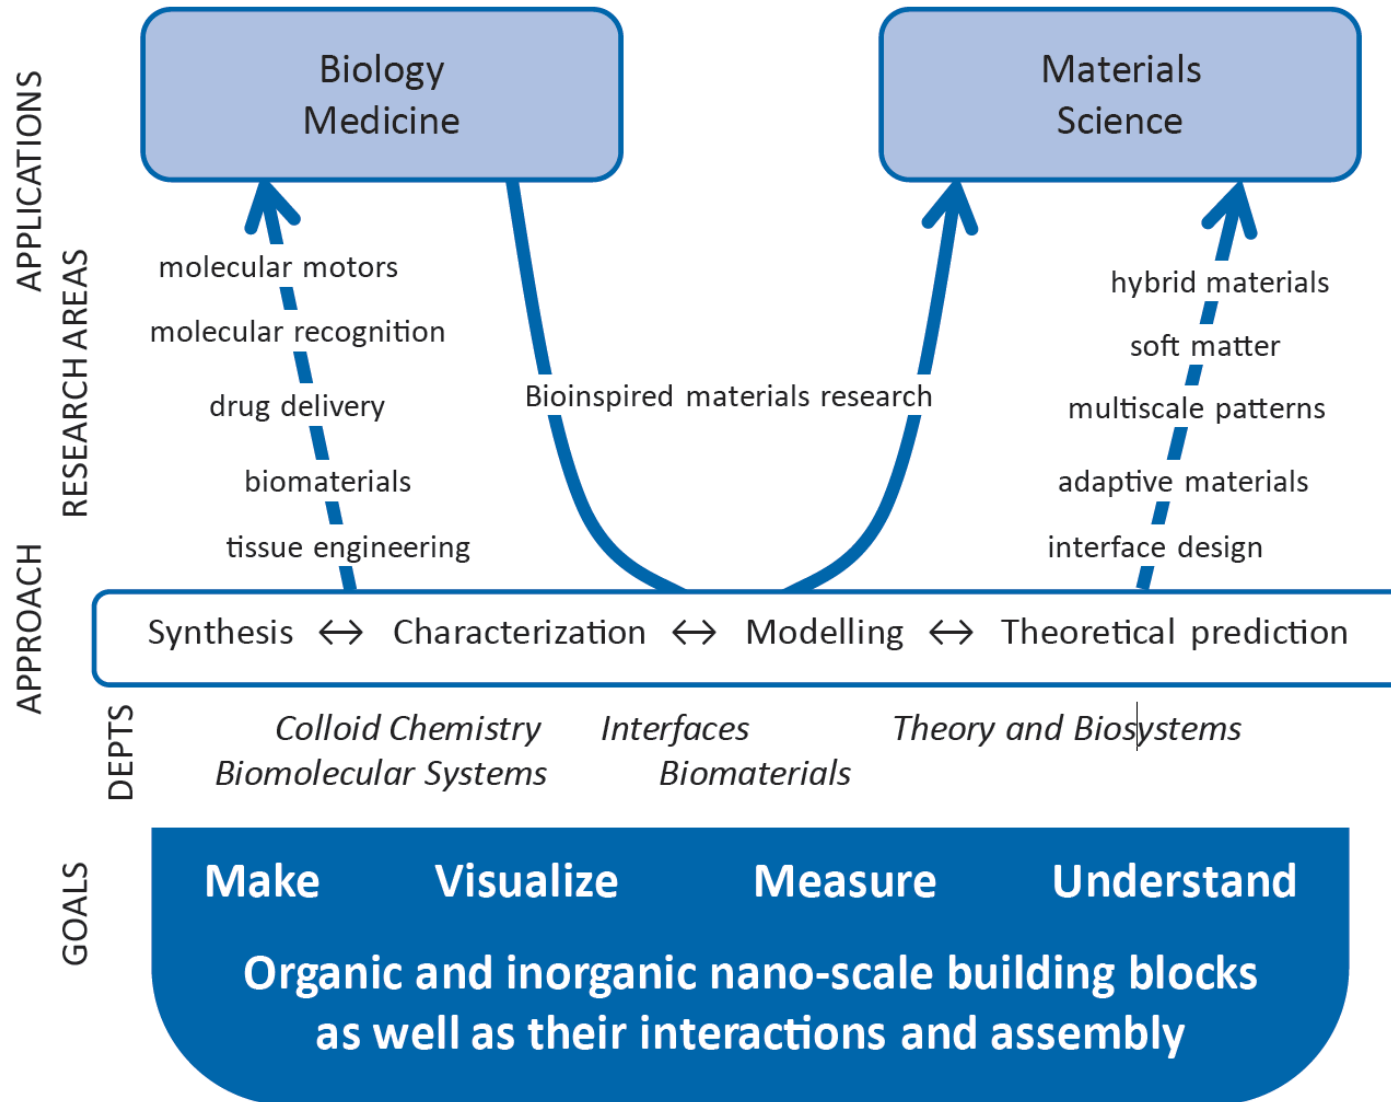 APPLICATIONS
Biology
Medicine
Materials
Science
RESEARCH AREAS
molecular motors
molecular recognition
drug delivery
biomaterials
tissue engineering
Bioinspired materials research
hybrid materials
soft matter
multiscale patterns
adaptive materials
interface design
APPROACH
Synthesis ↔ Characterization ↔ Modelling ↔ Theoretical prediction
DEPTS
Colloid Chemistry Interfaces Theory and Biosystems
Biomolecular Systems Biomaterials
GOALS
Make Visualize Measure Understand
Organic and inorganic nano-scale building blocks
as well as their interactions and assembly